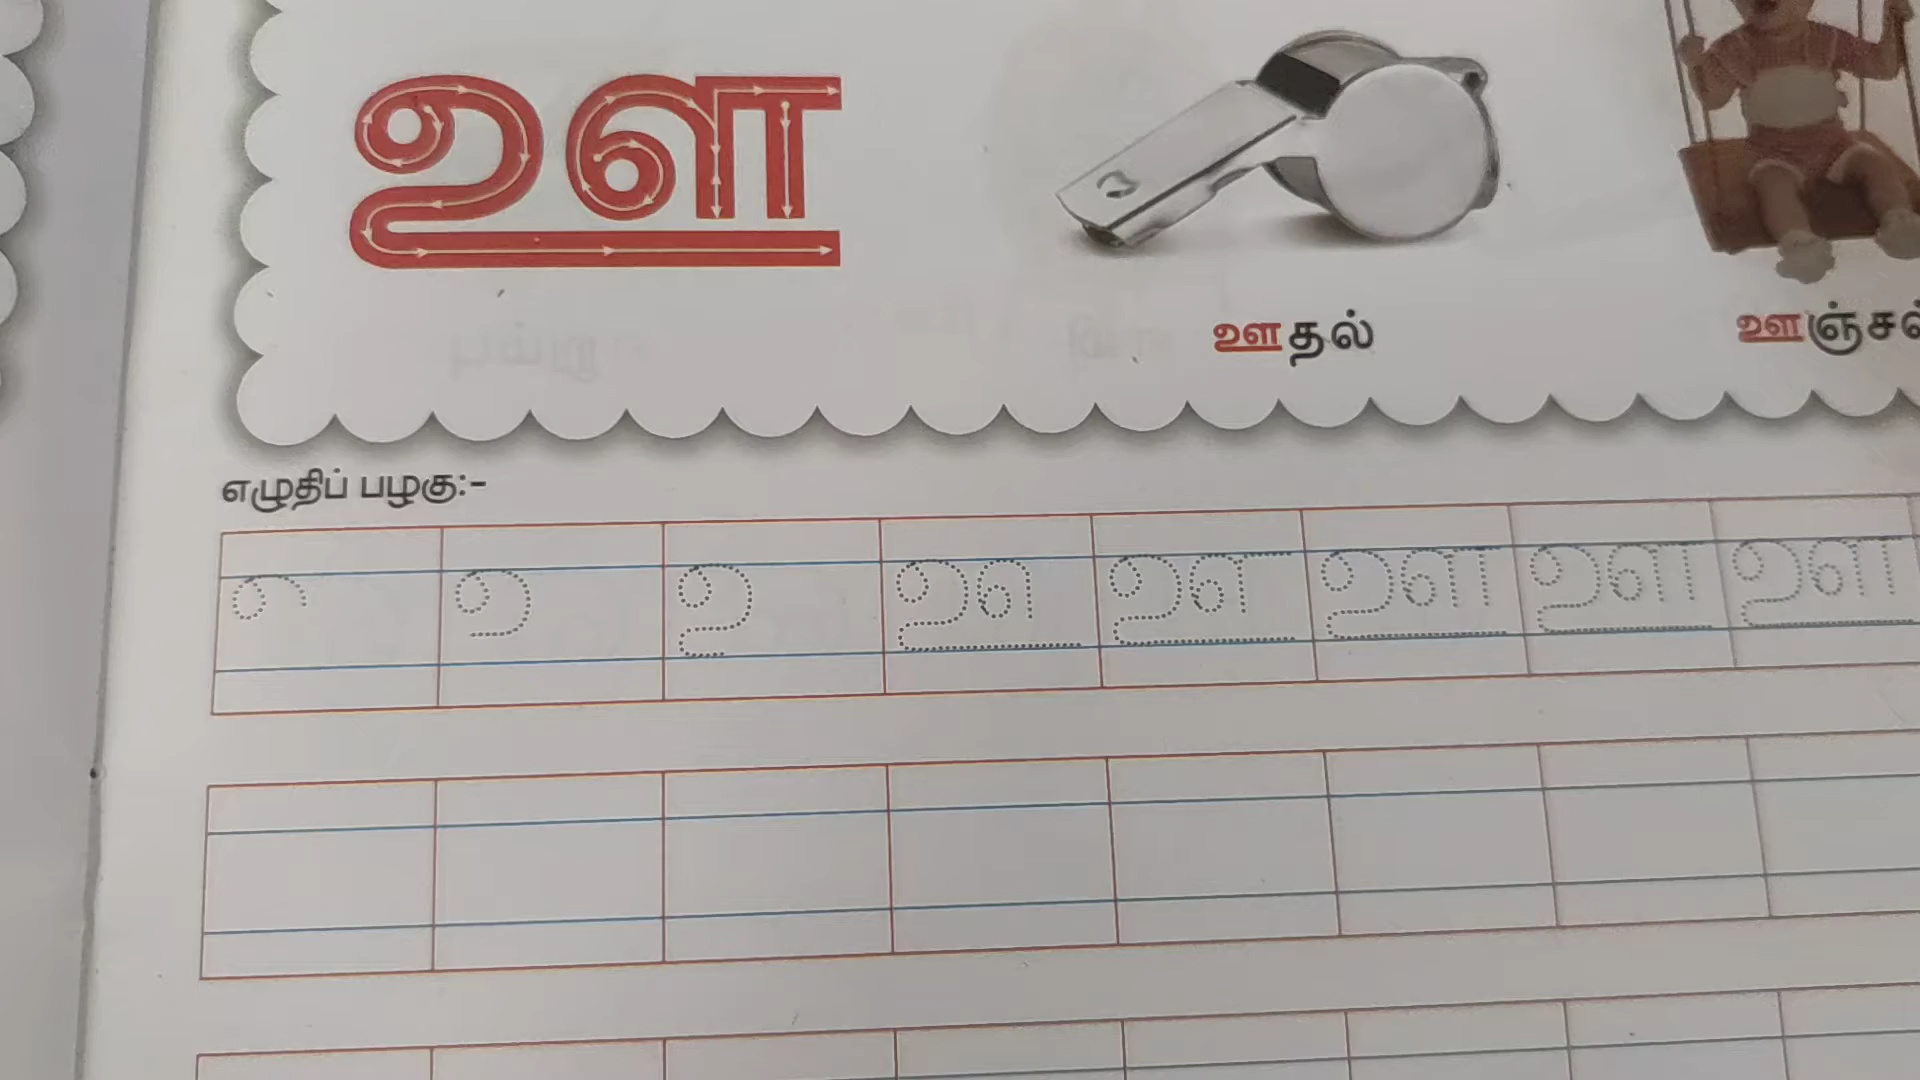 ஊ
ஊதல் ஊஞ்சல்
எழுதிப் பழகு:-
உ ஊ ஊ ஊ ஊ